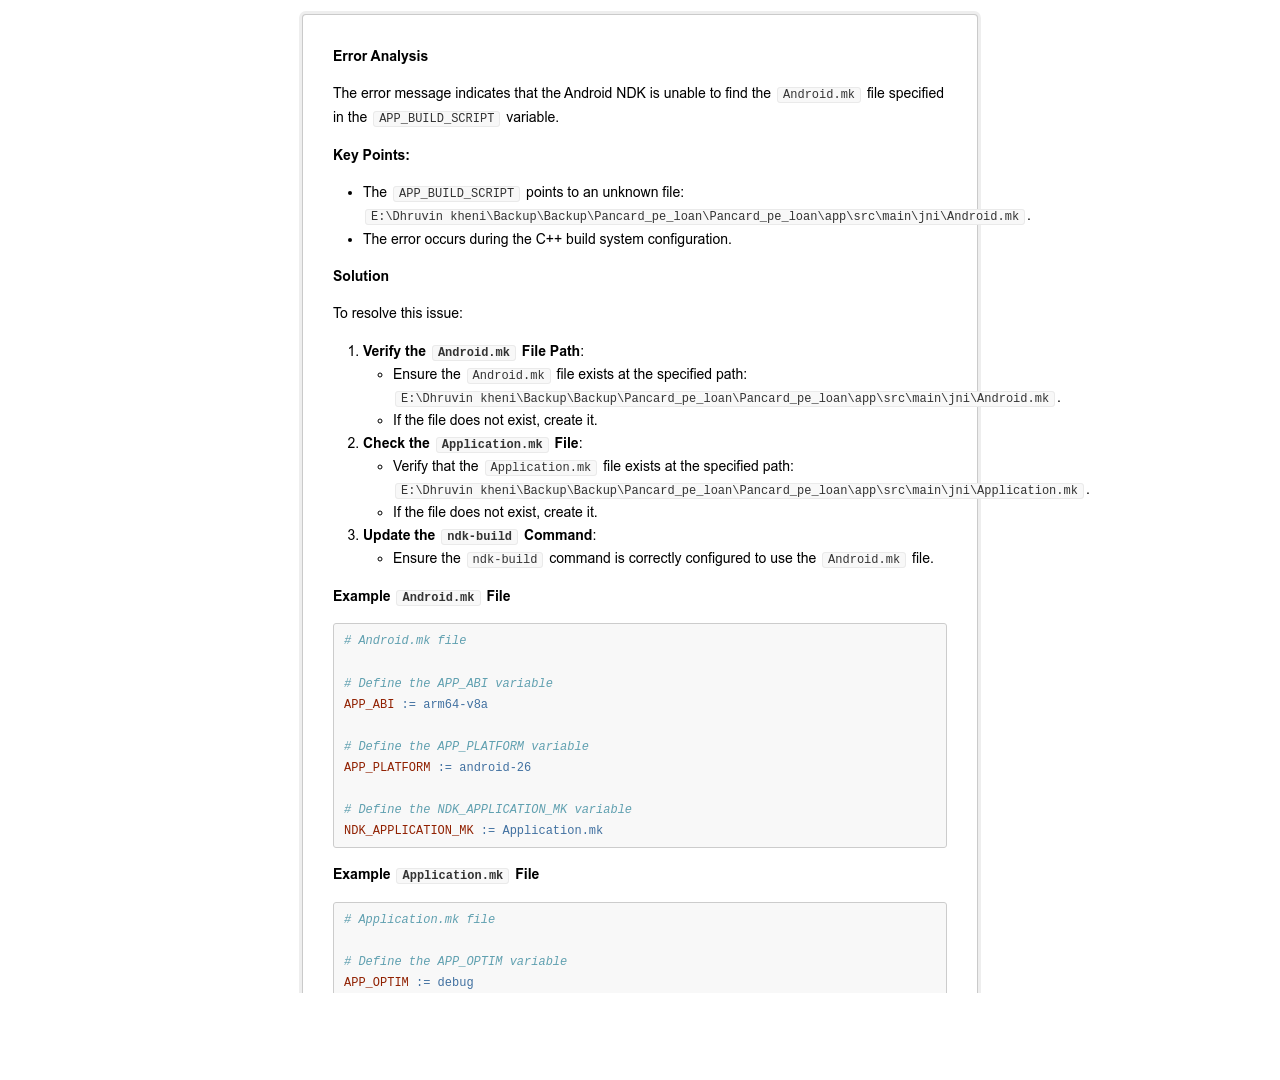 Error Analysis
The error message indicates that the Android NDK is unable to find the Android.mk file specified
in the APP_BUILD_SCRIPT variable.
Key Points:
• The APP_BUILD_SCRIPT points to an unknown file:
E:\Dhruvin kheni\Backup\Backup\Pancard_pe_loan\Pancard_pe_loan\app\src\main\jni\Android.mk .
• The error occurs during the C++ build system configuration.
Solution
To resolve this issue:
1. Verify the Android.mk File Path:
◦ Ensure the Android.mk file exists at the specified path:
E:\Dhruvin kheni\Backup\Backup\Pancard_pe_loan\Pancard_pe_loan\app\src\main\jni\Android.mk .
◦ If the file does not exist, create it.
2. Check the Application.mk File:
◦ Verify that the Application.mk file exists at the specified path:
E:\Dhruvin kheni\Backup\Backup\Pancard_pe_loan\Pancard_pe_loan\app\src\main\jni\Application.mk .
◦ If the file does not exist, create it.
3. Update the ndk-build Command:
◦ Ensure the ndk-build command is correctly configured to use the Android.mk file.
Example Android.mk File
# Android.mk file
# Define the APP_ABI variable
APP_ABI := arm64-v8a
# Define the APP_PLATFORM variable
APP_PLATFORM := android-26
# Define the NDK_APPLICATION_MK variable
NDK_APPLICATION_MK := Application.mk
Example Application.mk File
# Application.mk file
# Define the APP_OPTIM variable
APP_OPTIM := debug